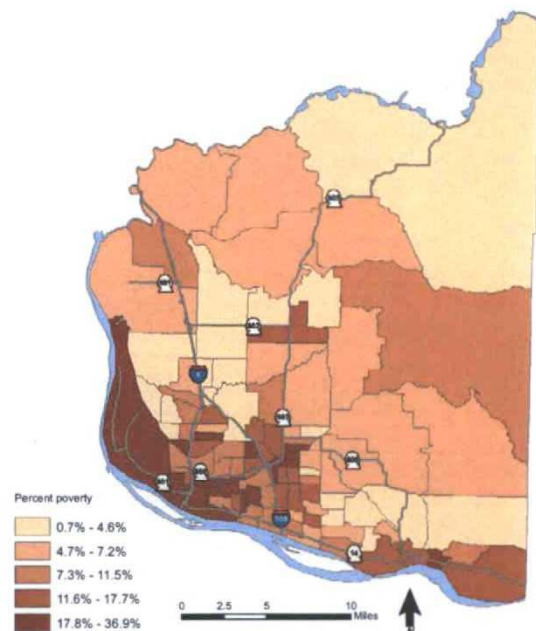 Percent poverty
0.7% - 4.6%
4.7% - 7.2%
7.3% - 11.5%
11.6% - 17.7%
17.8% - 36.9%
0 2.5 5 10
Miles
5
14